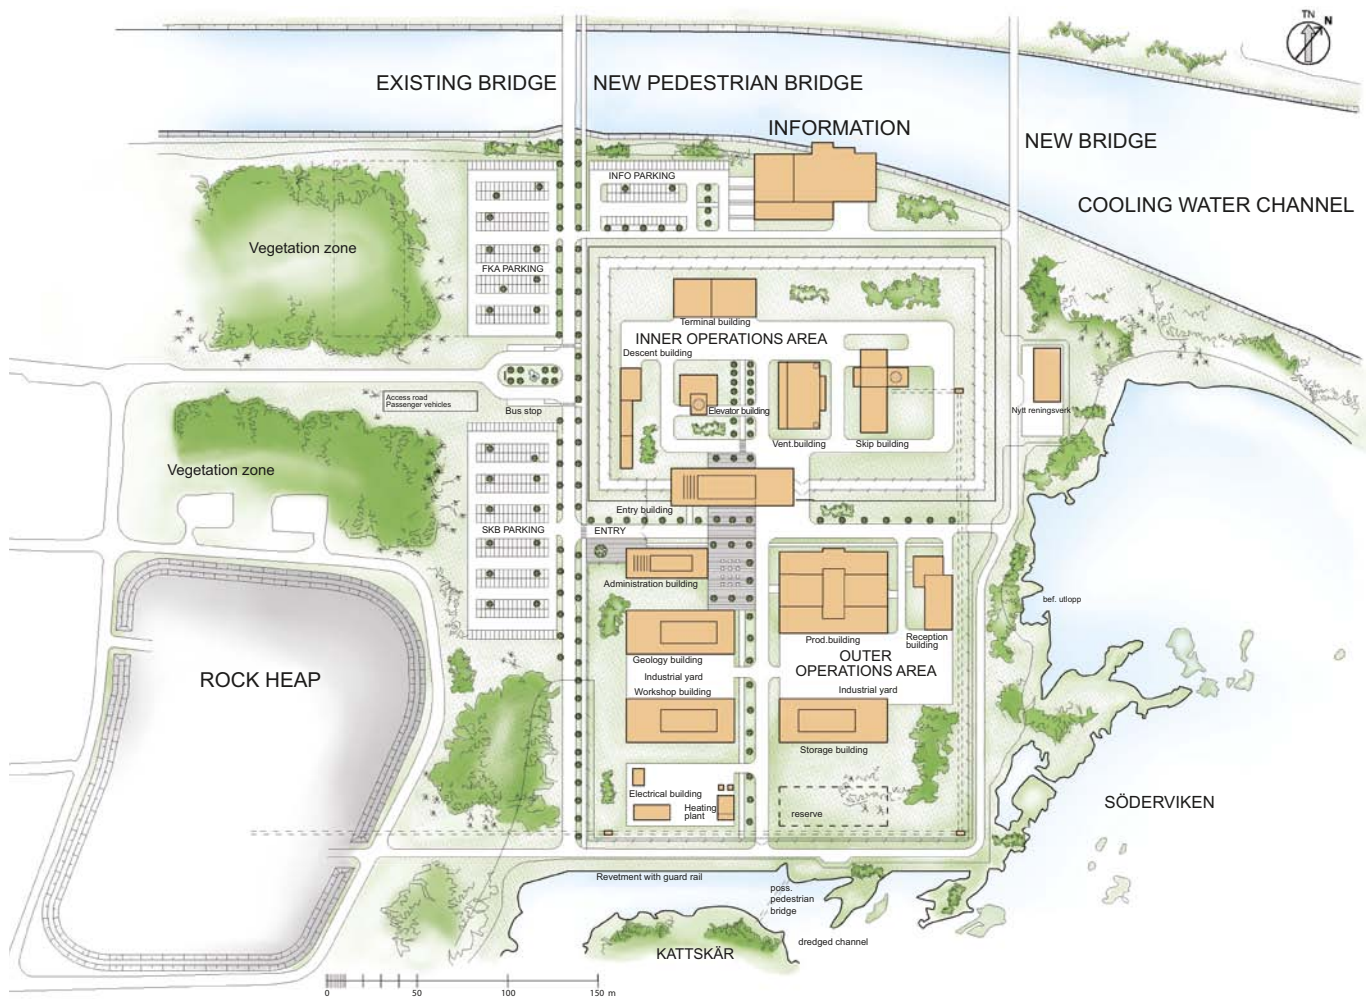 TN
N
EXISTING BRIDGE
NEW PEDESTRIAN BRIDGE
INFORMATION
NEW BRIDGE
COOLING WATER CHANNEL
INFO PARKING
Vegetation zone
FKA PARKING
Terminal building
INNER OPERATIONS AREA
Descent building
Access road
Passenger vehicles
Bus stop
Elevator building
Vent.building
Skip building
Nytt reningsverk
Vegetation zone
Entry building
SKB PARKING
ENTRY
Administration building
bef. utlopp
Prod.building
Reception
building
Geology building
OUTER
OPERATIONS AREA
ROCK HEAP
Industrial yard
Workshop building
Industrial yard
Storage building
Electrical building
Heating
plant
reserve
SÖDERVIKEN
Revetment with guard rail
poss.
pedestrian
bridge
dredged channel
KATTSKÄR
0 50 100 150 m